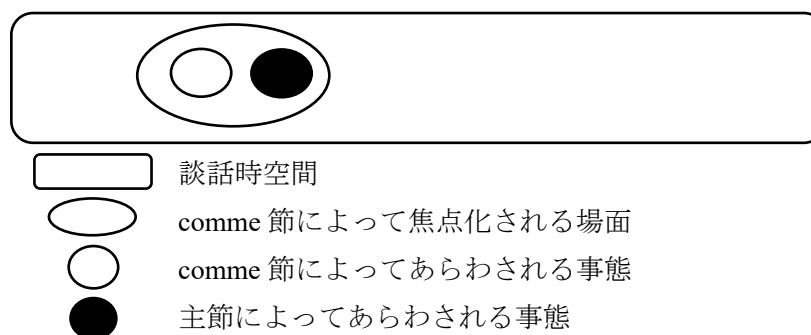 談話時空間
comme 節によって焦点化される場面
comme 節によってあらわされる事態
主節によってあらわされる事態